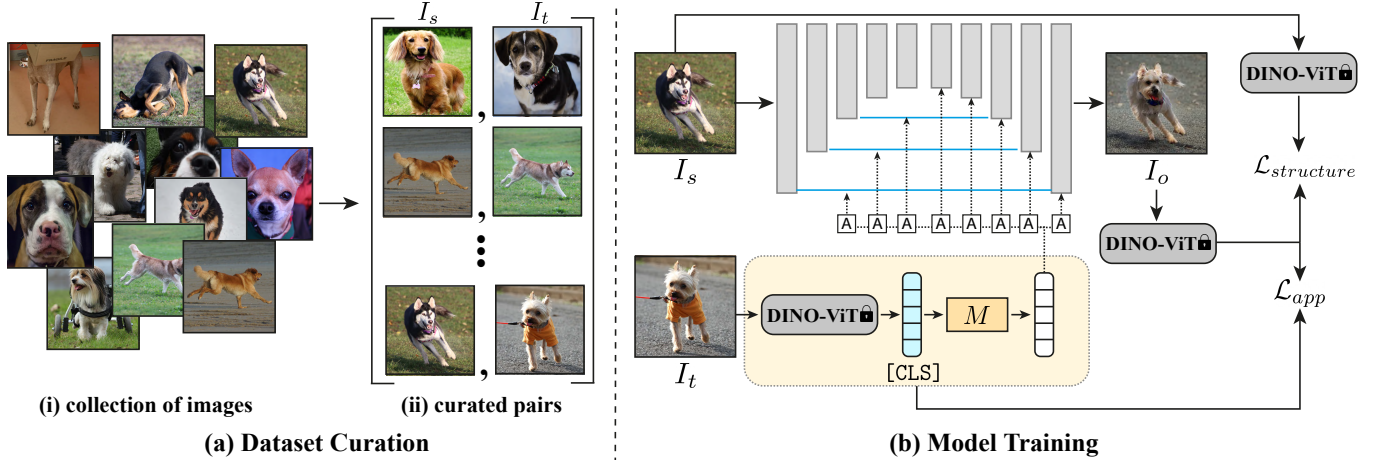 I_s I_t
, 
,
,
(i) collection of images
(ii) curated pairs
(a) Dataset Curation
I_s
I_o
DINO-ViT
L_structure
A A A A A A A A
DINO-ViT
L_app
I_t
DINO-ViT
M
[CLS]
(b) Model Training